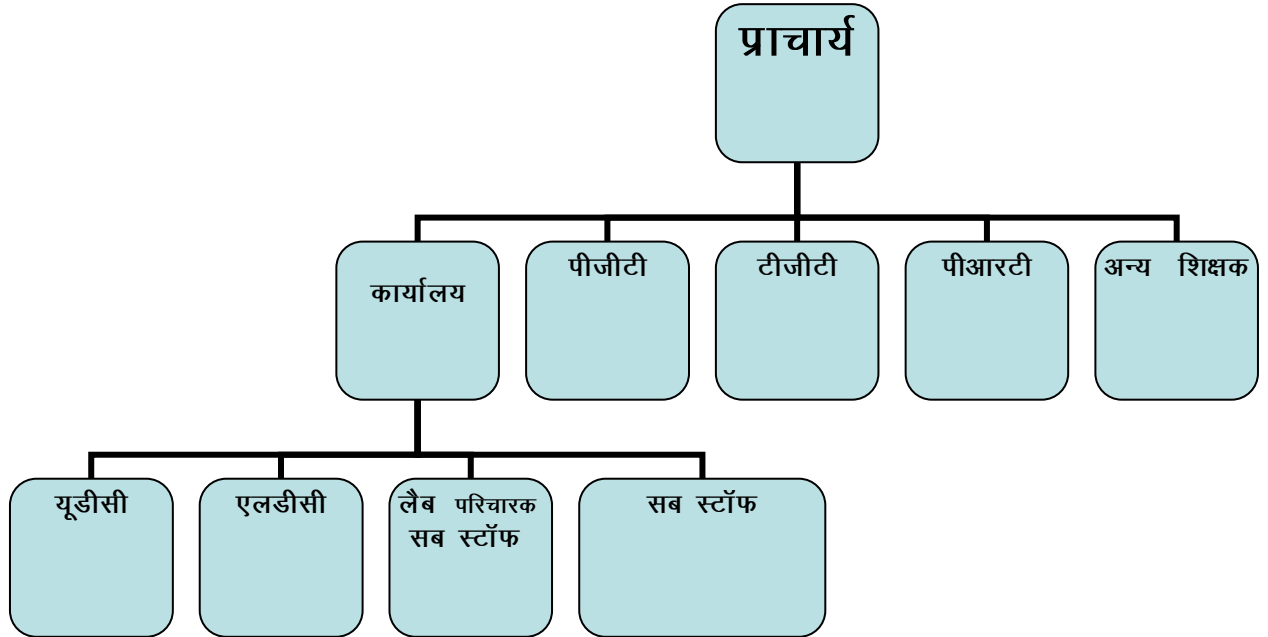 प्राचार्य
कार्यालय
पीजीटी
टीजीटी
पीआरटी
अन्य शिक्षक
यूडीसी
एलडीसी
लैब परिचारक
सब स्टॉफ
सब स्टॉफ